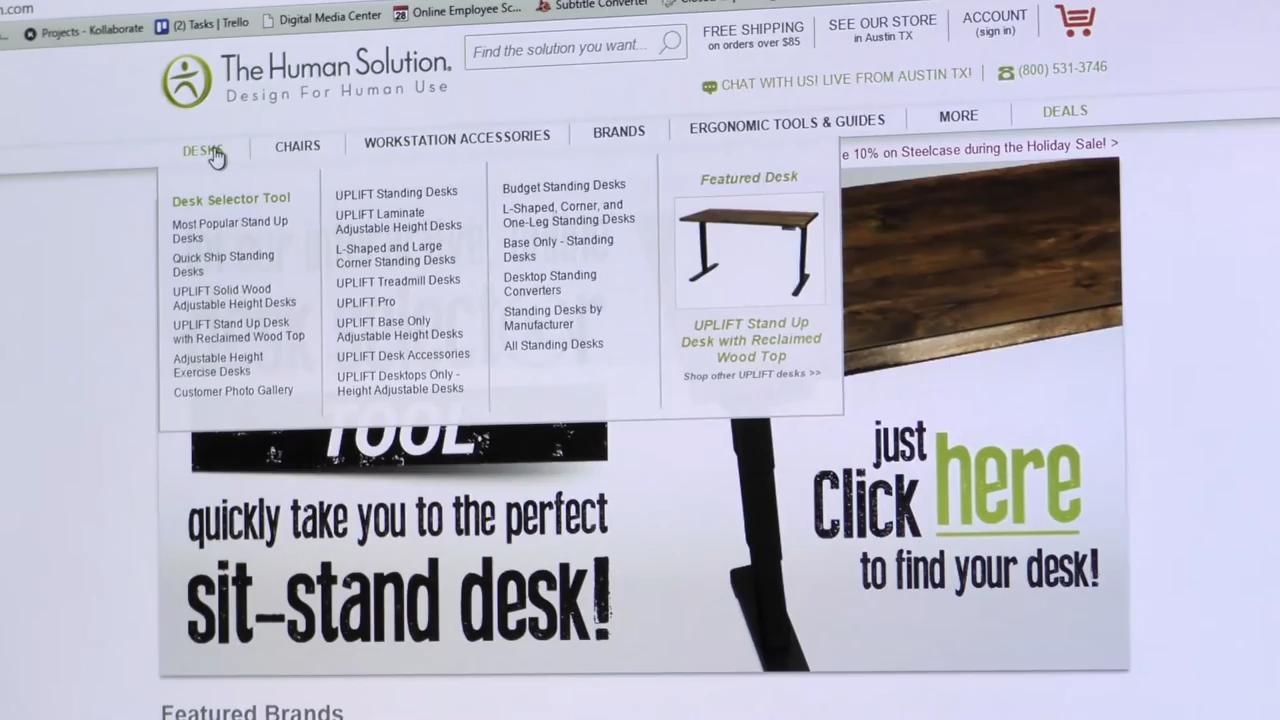 n.com
Projects - Kollaborate
(2) Tasks | Trello
Digital Media Center
28
Online Employee Sc...
Subtitle Converter
The Human Solution.
Design For Human Use
Find the solution you want...
FREE SHIPPING
on orders over $85
SEE OUR STORE
in Austin TX
ACCOUNT
(sign in)
CHAT WITH US! LIVE FROM AUSTIN TX!
(800) 531-3746
DESKS
CHAIRS
WORKSTATION ACCESSORIES
BRANDS
ERGONOMIC TOOLS & GUIDES
MORE
DEALS
e 10% on Steelcase during the Holiday Sale! >
Desk Selector Tool
Most Popular Stand Up
Desks
Quick Ship Standing
Desks
UPLIFT Solid Wood
Adjustable Height Desks
UPLIFT Stand Up Desk
with Reclaimed Wood Top
Adjustable Height
Exercise Desks
Customer Photo Gallery
UPLIFT Standing Desks
UPLIFT Laminate
Adjustable Height Desks
L-Shaped and Large
Corner Standing Desks
UPLIFT Treadmill Desks
UPLIFT Pro
UPLIFT Base Only
Adjustable Height Desks
UPLIFT Desk Accessories
UPLIFT Desktops Only -
Height Adjustable Desks
Budget Standing Desks
L-Shaped, Corner, and
One-Leg Standing Desks
Base Only - Standing
Desks
Desktop Standing
Converters
Standing Desks by
Manufacturer
All Standing Desks
Featured Desk
UPLIFT Stand Up
Desk with Reclaimed
Wood Top
Shop other UPLIFT desks >>
TOOL
quickly take you to the perfect
sit-stand desk!
just
Click here
to find your desk!
Featured Brands